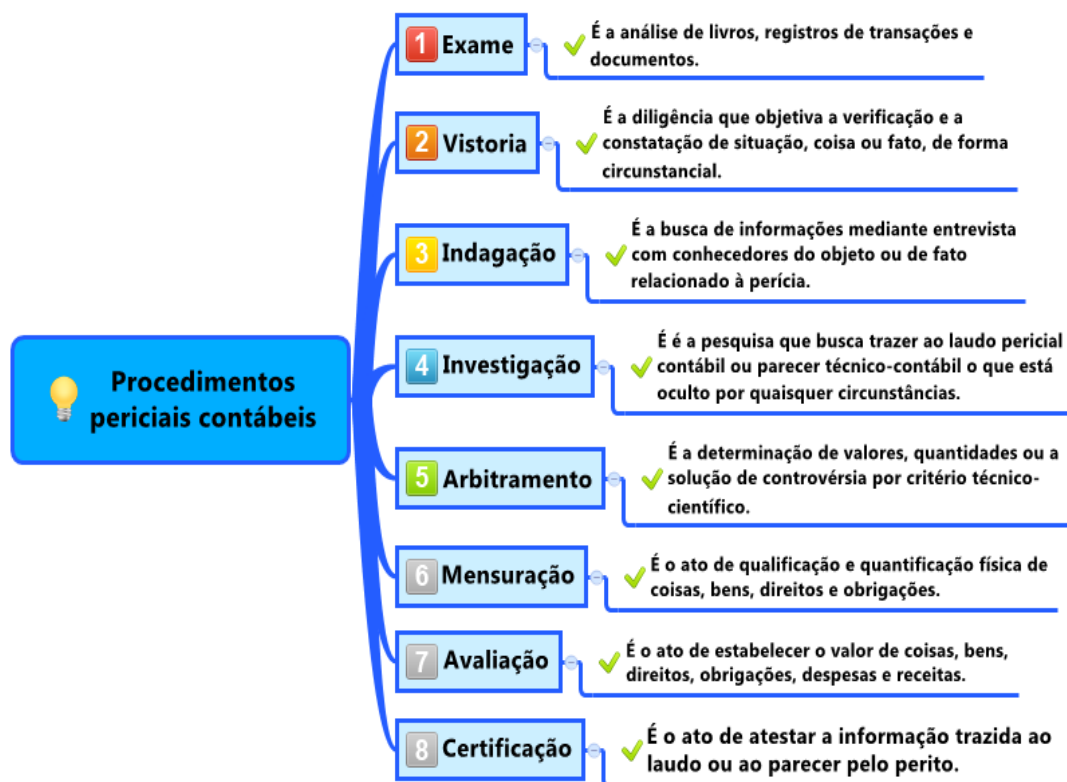 Procedimentos
periciais contábeis
1 Exame
É a análise de livros, registros de transações e
documentos.
2 Vistoria
É a diligência que objetiva a verificação e a
constatação de situação, coisa ou fato, de forma
circunstancial.
3 Indagação
É a busca de informações mediante entrevista
com conhecedores do objeto ou de fato
relacionado à perícia.
4 Investigação
É é a pesquisa que busca trazer ao laudo pericial
contábil ou parecer técnico-contábil o que está
oculto por quaisquer circunstâncias.
5 Arbitramento
É a determinação de valores, quantidades ou a
solução de controvérsia por critério técnico-
científico.
6 Mensuração
É o ato de qualificação e quantificação física de
coisas, bens, direitos e obrigações.
7 Avaliação
É o ato de estabelecer o valor de coisas, bens,
direitos, obrigações, despesas e receitas.
8 Certificação
É o ato de atestar a informação trazida ao
laudo ou ao parecer pelo perito.